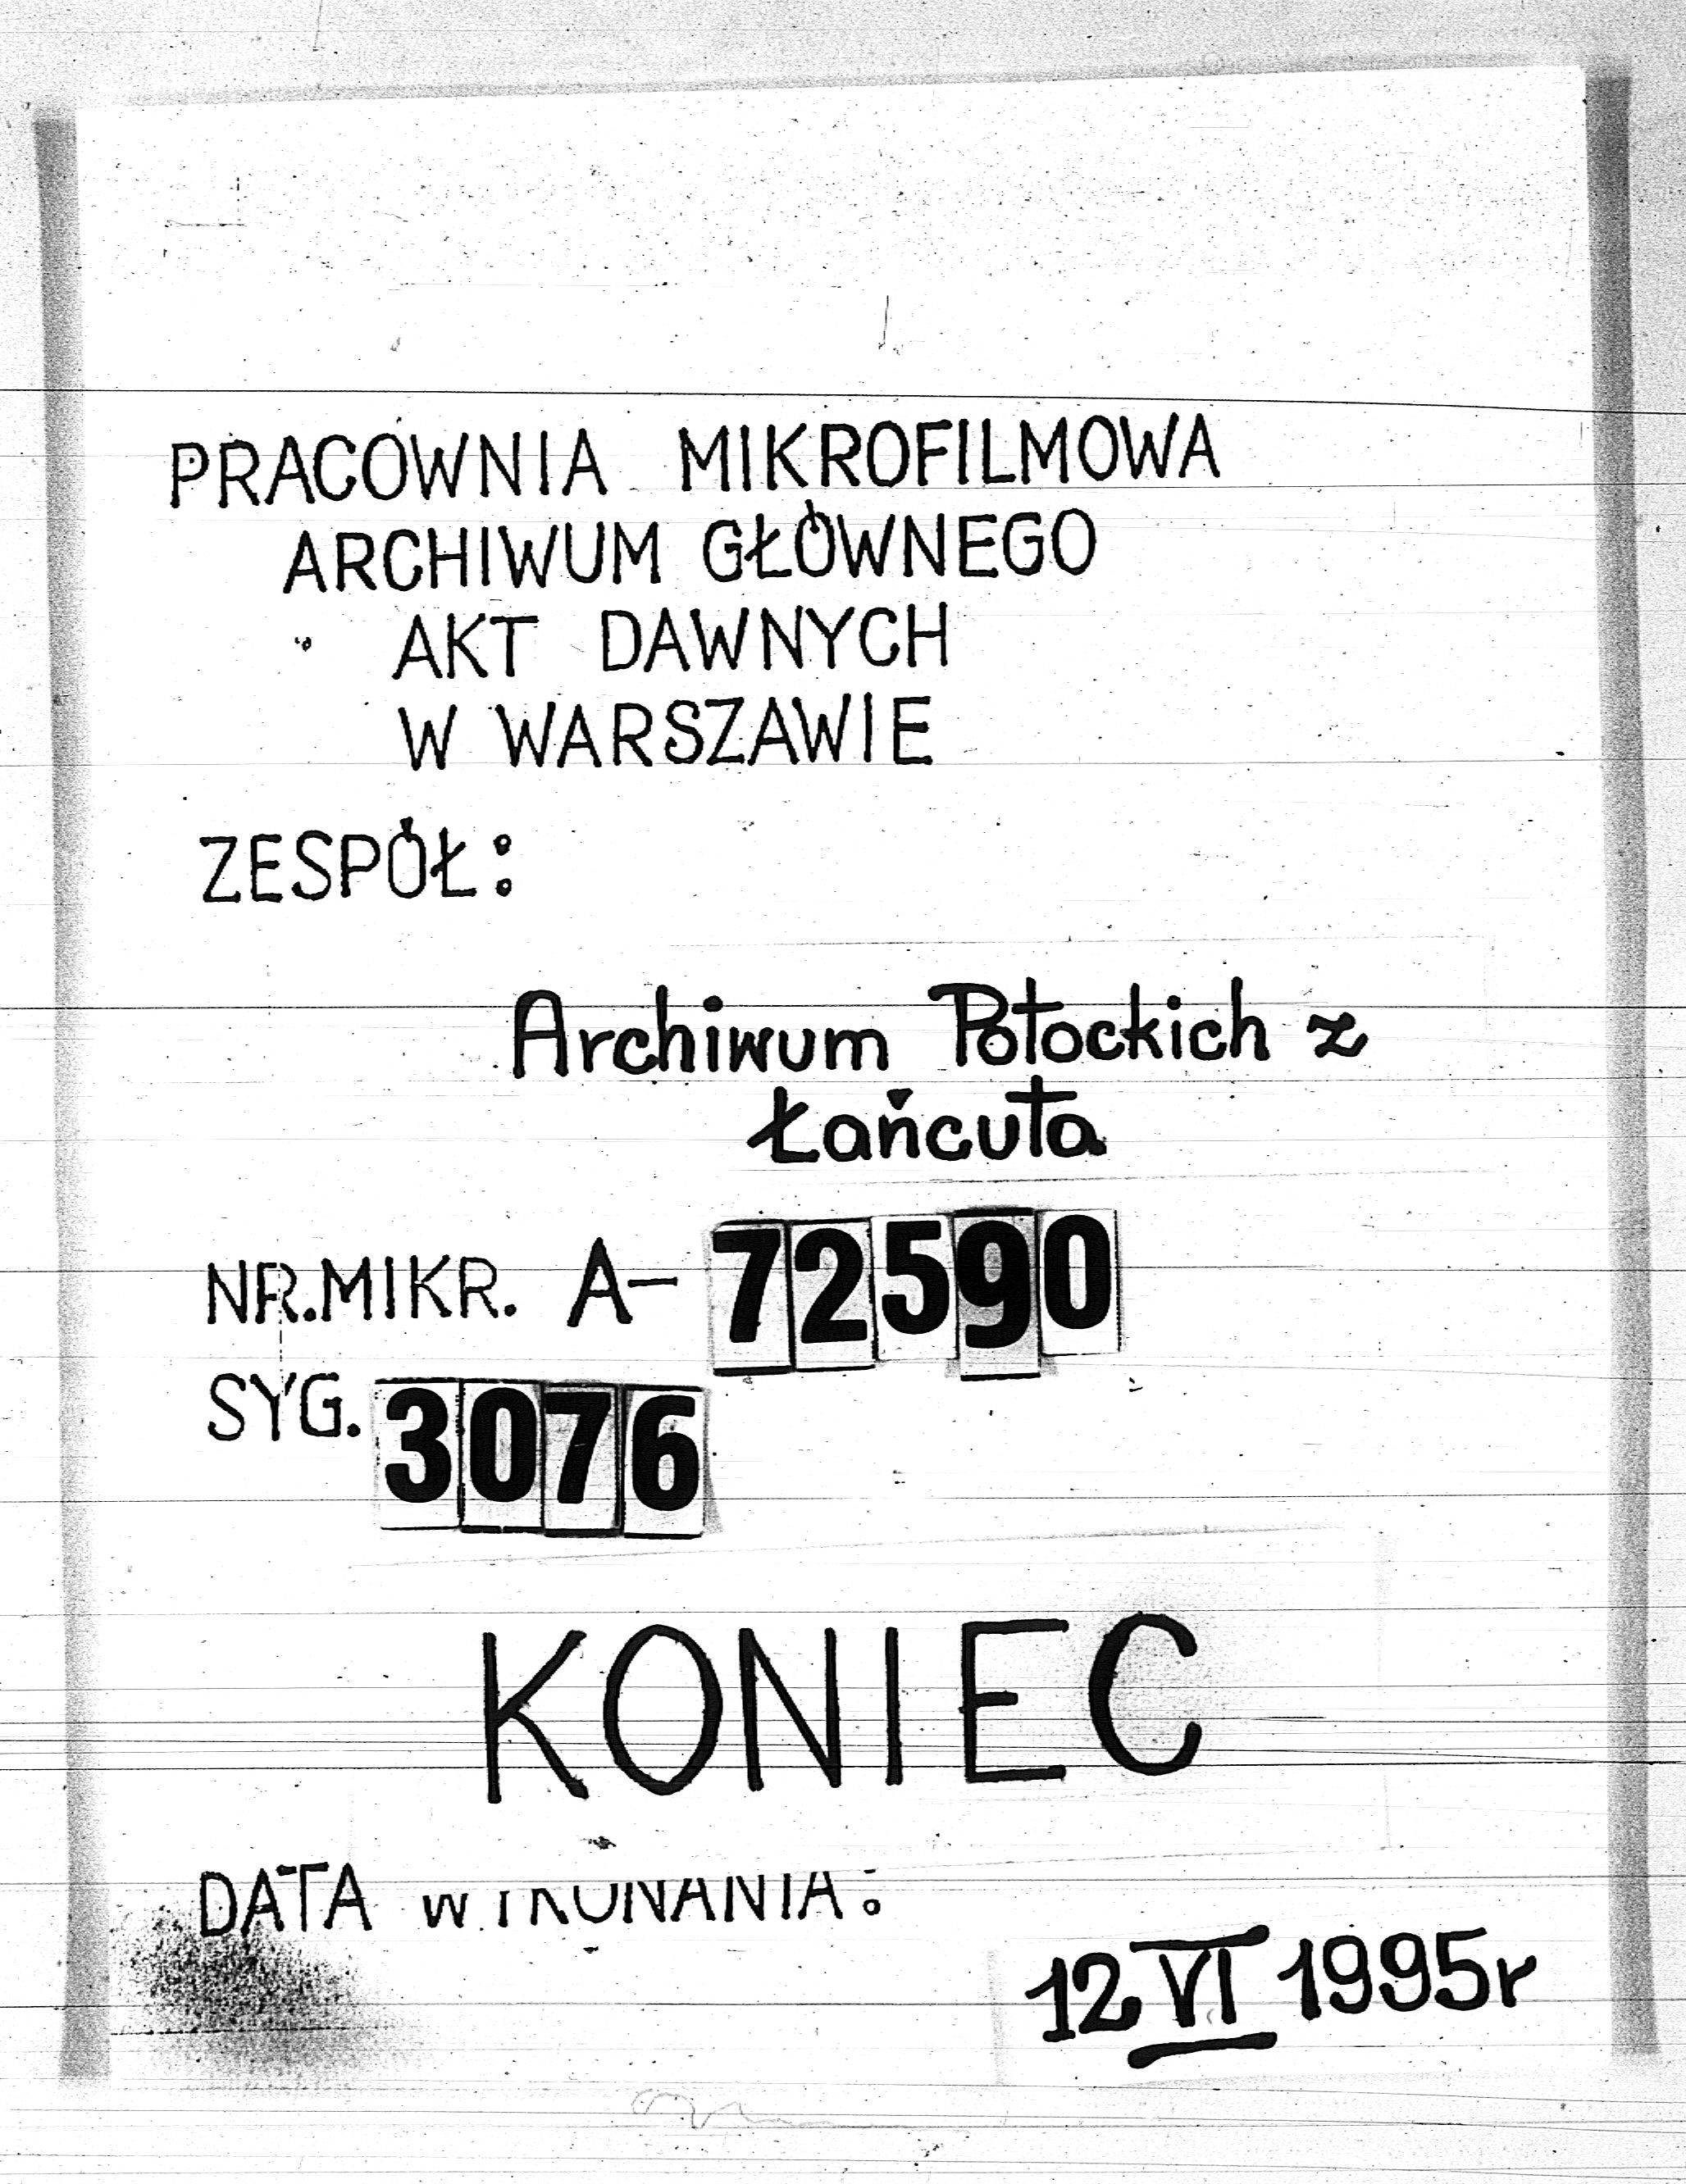 PRACOWNIA MIKROFILMOWA
ARCHIWUM GŁÓWNEGO
AKT DAWNYCH
W WARSZAWIE
ZESPÓŁ:
Archiwum Potockich z
Łańcuta
NR.MIKR. A- 72590
SYG. 3076
KONIEC
DATA WYKONANIA:
12 VI 1995r